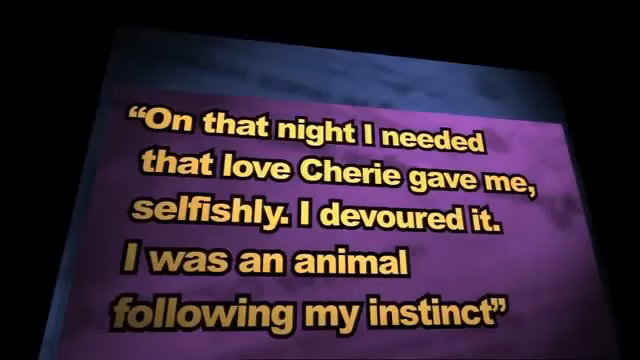 “On that night I needed
that love Cherie gave me,
selfishly. I devoured it.
I was an animal
following my instinct”